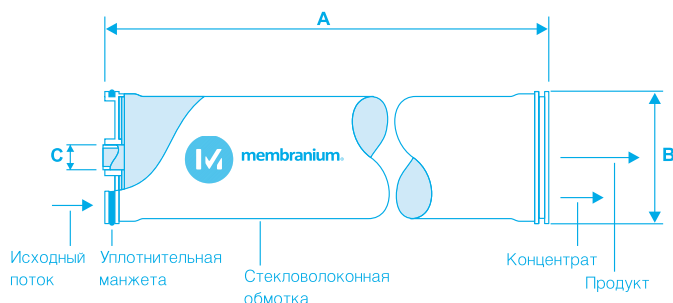 A
C
membranium®
B
Исходный
поток
Уплотнительная
манжета
Стекловолоконная
обмотка
Концентрат
Продукт